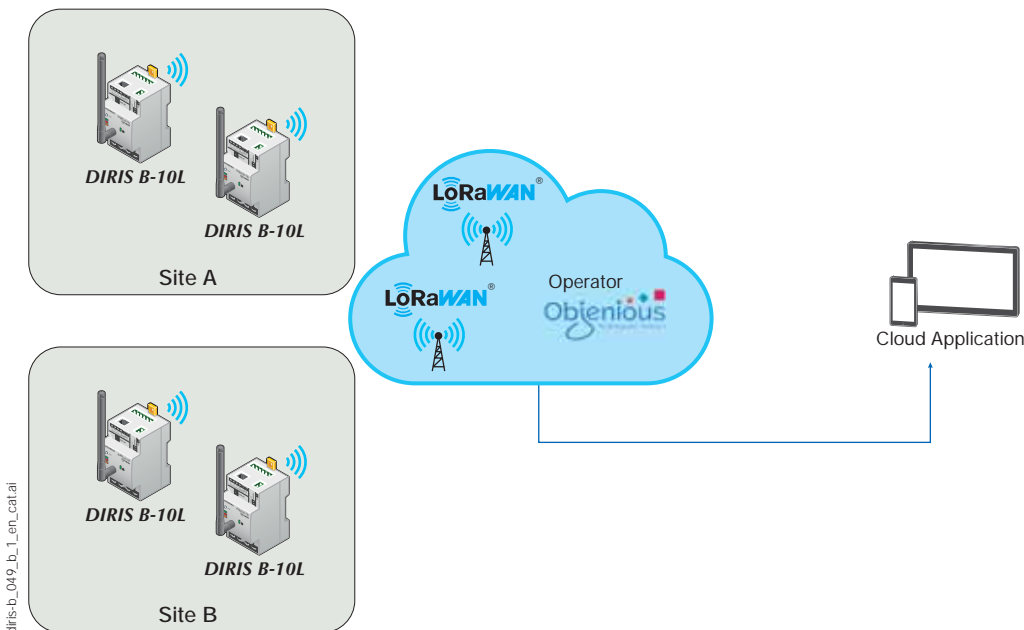 DIRIS B-10L
DIRIS B-10L
Site A
LoRaWAN®
LoRaWAN®
Operator
Objenious
Cloud Application
DIRIS B-10L
DIRIS B-10L
Site B
diris-b_049_b_1_en_cat.ai